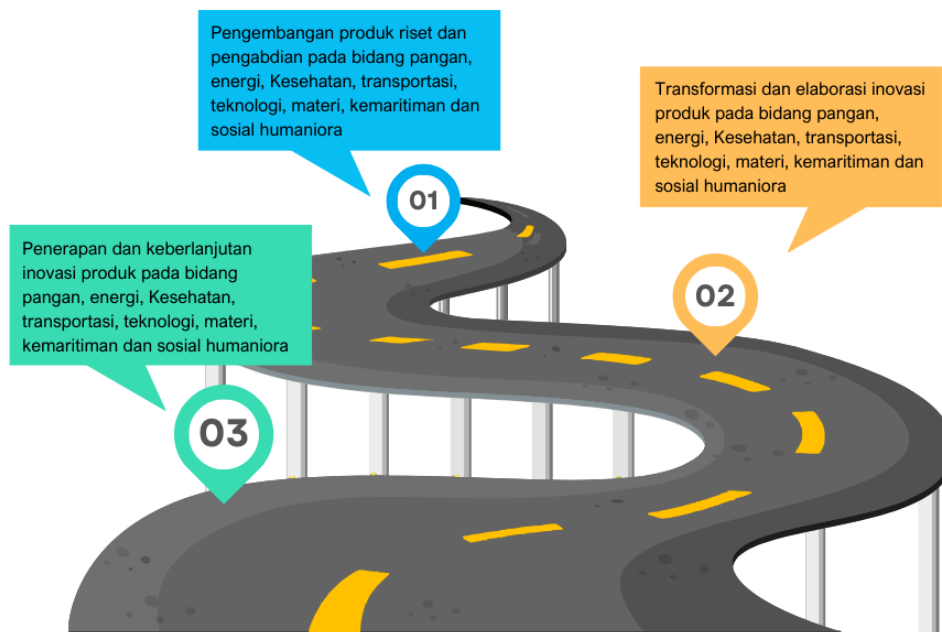 Pengembangan produk riset dan
pengabdian pada bidang pangan,
energi, Kesehatan, transportasi,
teknologi, materi, kemaritiman dan
sosial humaniora
01
Transformasi dan elaborasi inovasi
produk pada bidang pangan,
energi, Kesehatan, transportasi,
teknologi, materi, kemaritiman dan
sosial humaniora
02
Penerapan dan keberlanjutan
inovasi produk pada bidang
pangan, energi, Kesehatan,
transportasi, teknologi, materi,
kemaritiman dan sosial humaniora
03